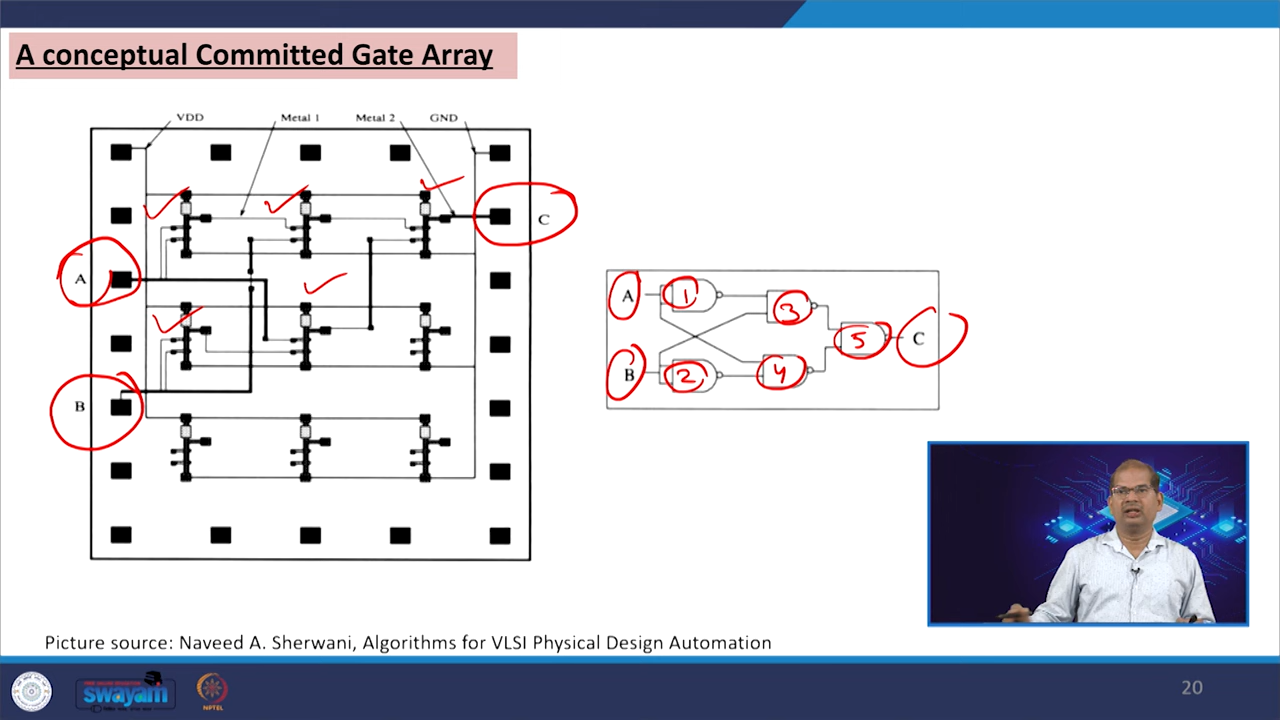 A conceptual Committed Gate Array
VDD
Metal 1
Metal 2
GND
C
A
B
A
1
3
5
C
B
2
4
Picture source: Naveed A. Sherwani, Algorithms for VLSI Physical Design Automation
swayam
NPTEL
20